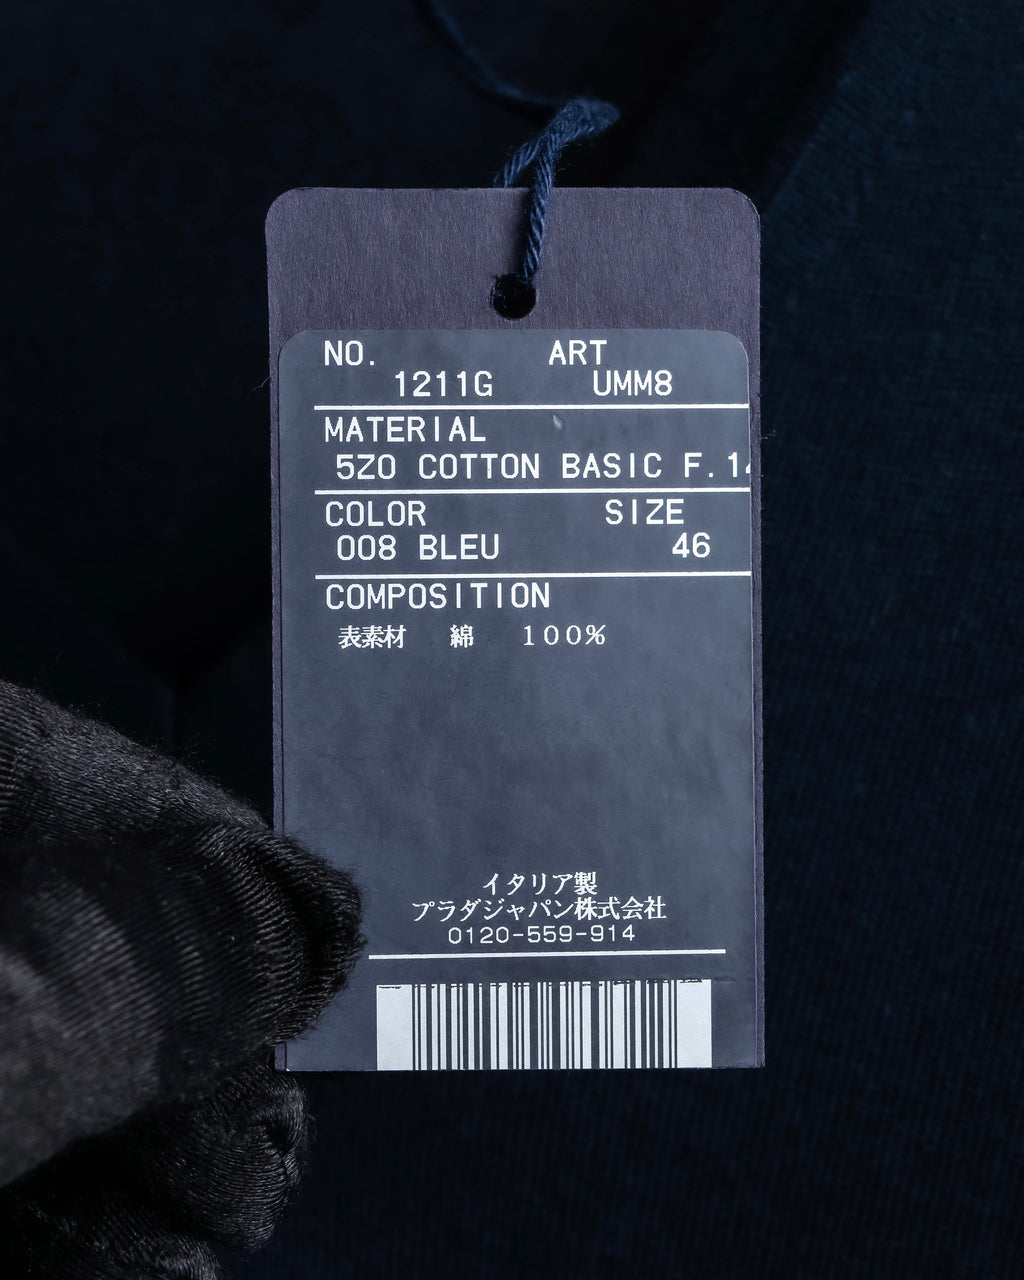 NO. ART
1211G UMM8
MATERIAL
5Z0 COTTON BASIC F.14
COLOR SIZE
008 BLEU 46
COMPOSITION
表素材 綿 100%
イタリア製
プラダジャパン株式会社
0120-559-914